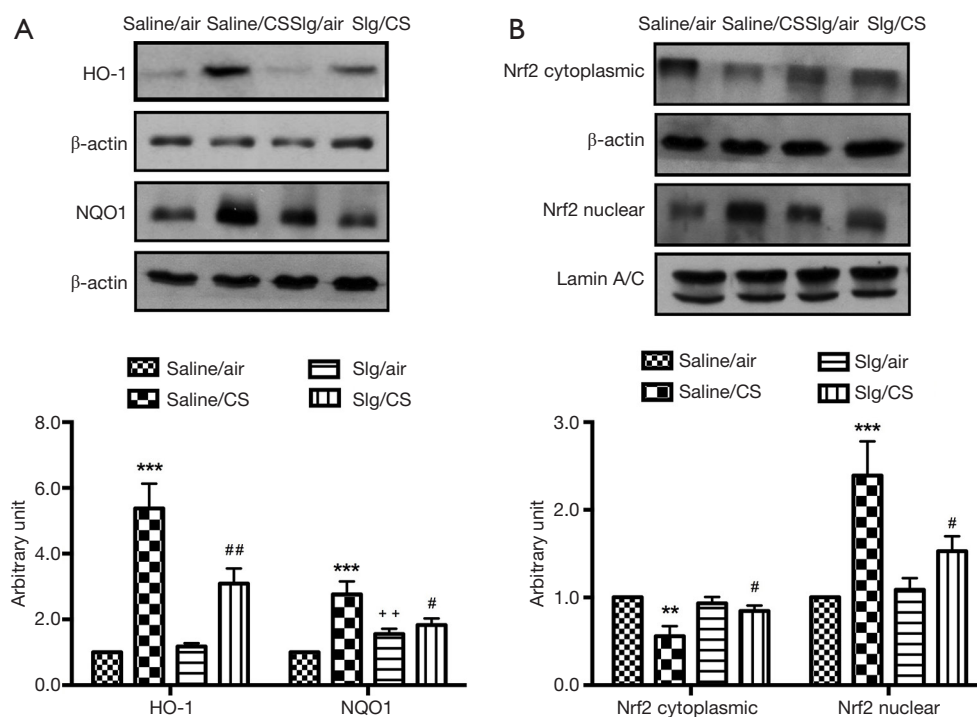 A
Saline/air Saline/CSSlg/air Slg/CS
HO-1
β-actin
NQO1
β-actin
Saline/air
Slg/air
Saline/CS
Slg/CS
Arbitrary unit
8.0
6.0
4.0
2.0
0.0
***
##
***
++
#
HO-1
NQO1
B
Saline/air Saline/CSSlg/air Slg/CS
Nrf2 cytoplasmic
β-actin
Nrf2 nuclear
Lamin A/C
Saline/air
Slg/air
Saline/CS
Slg/CS
Arbitrary unit
3.0
2.0
1.0
0.0
**
#
***
#
Nrf2 cytoplasmic
Nrf2 nuclear